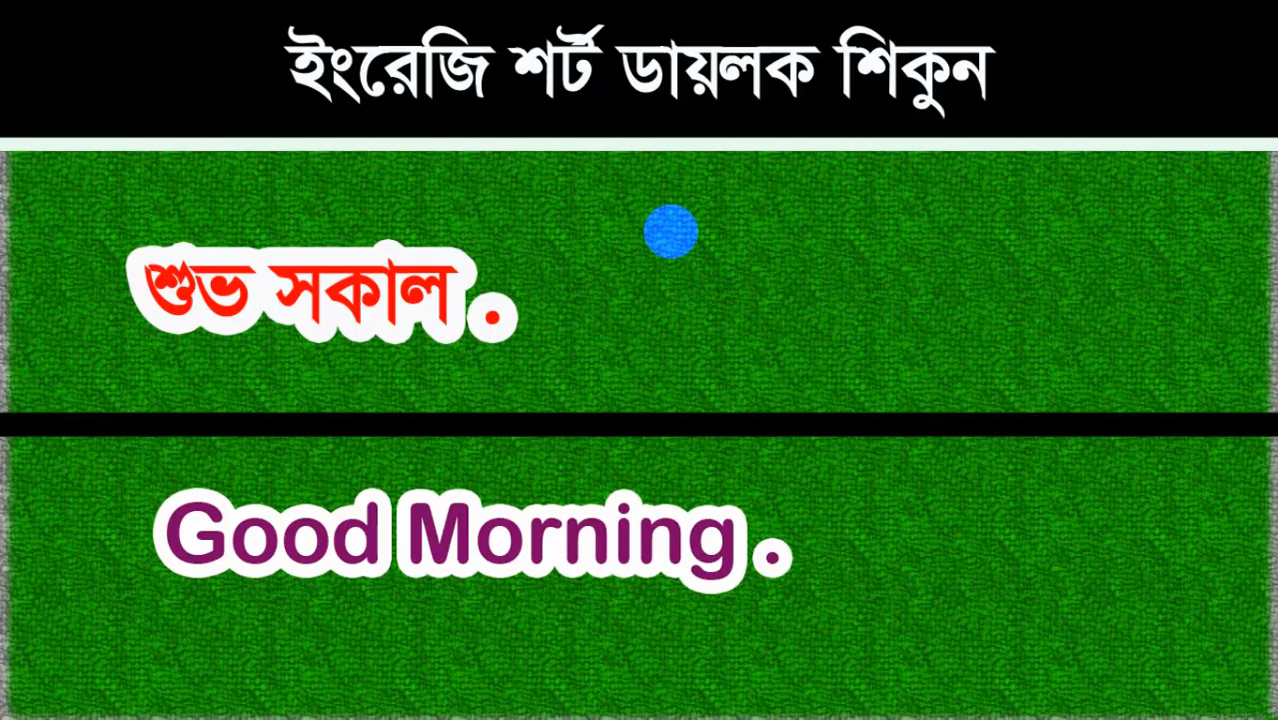 ইংরেজি শর্ট ডায়লক শিকুন
শুভ সকাল .
Good Morning .